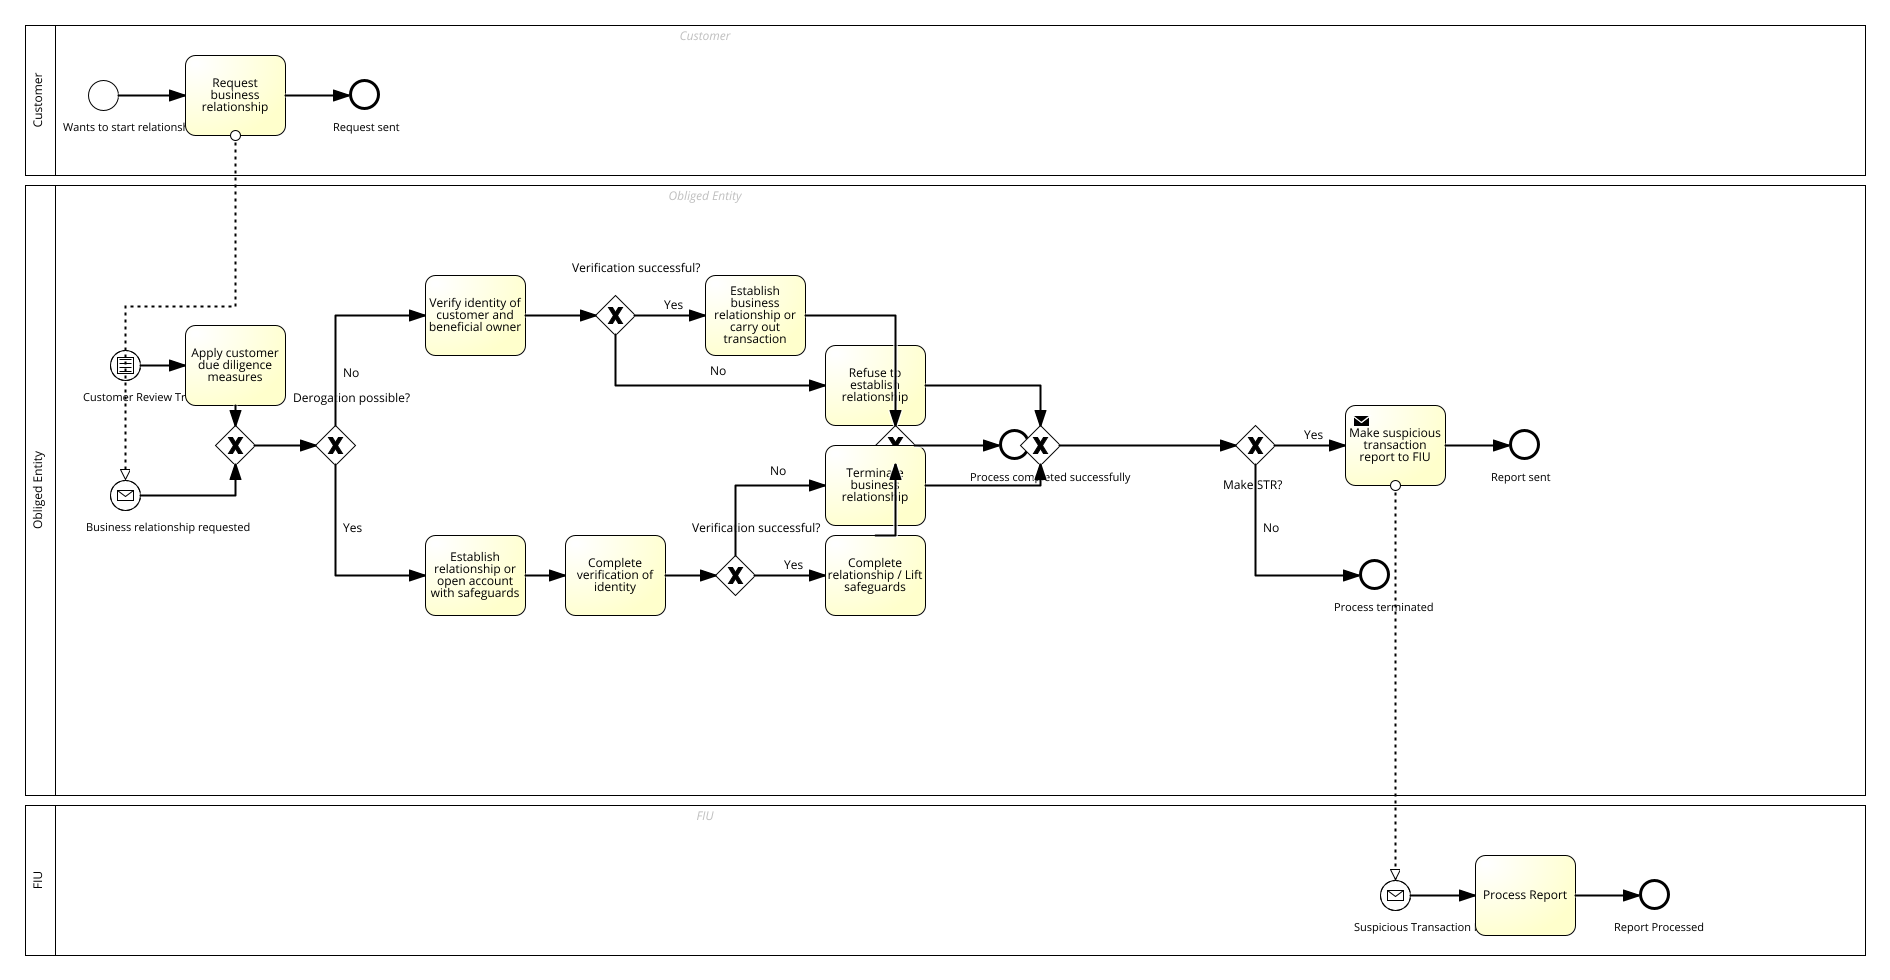 Customer
Customer
Request
business
relationship
Wants to start
Request sent
Obliged Entity
Obliged Entity
Verification successful?
Verify identity of
customer and
beneficial owner
Yes
Establish
business
relationship or
carry out
transaction
Apply customer
due diligence
measures
No
No
Refuse to
establish
relationship
Customer Review
Derogation possible?
Yes
Make suspicious
transaction
report to FIU
No
Terminate
business
relationship
Process completed successfully
Make STR?
Report sent
Business relationship requested
Yes
Verification successful?
No
Establish
relationship or
open account
with safeguards
Complete
verification of
identity
Yes
Complete
relationship / Lift
safeguards
Process terminated
FIU
FIU
Process Report
Suspicious Transaction
Report Processed